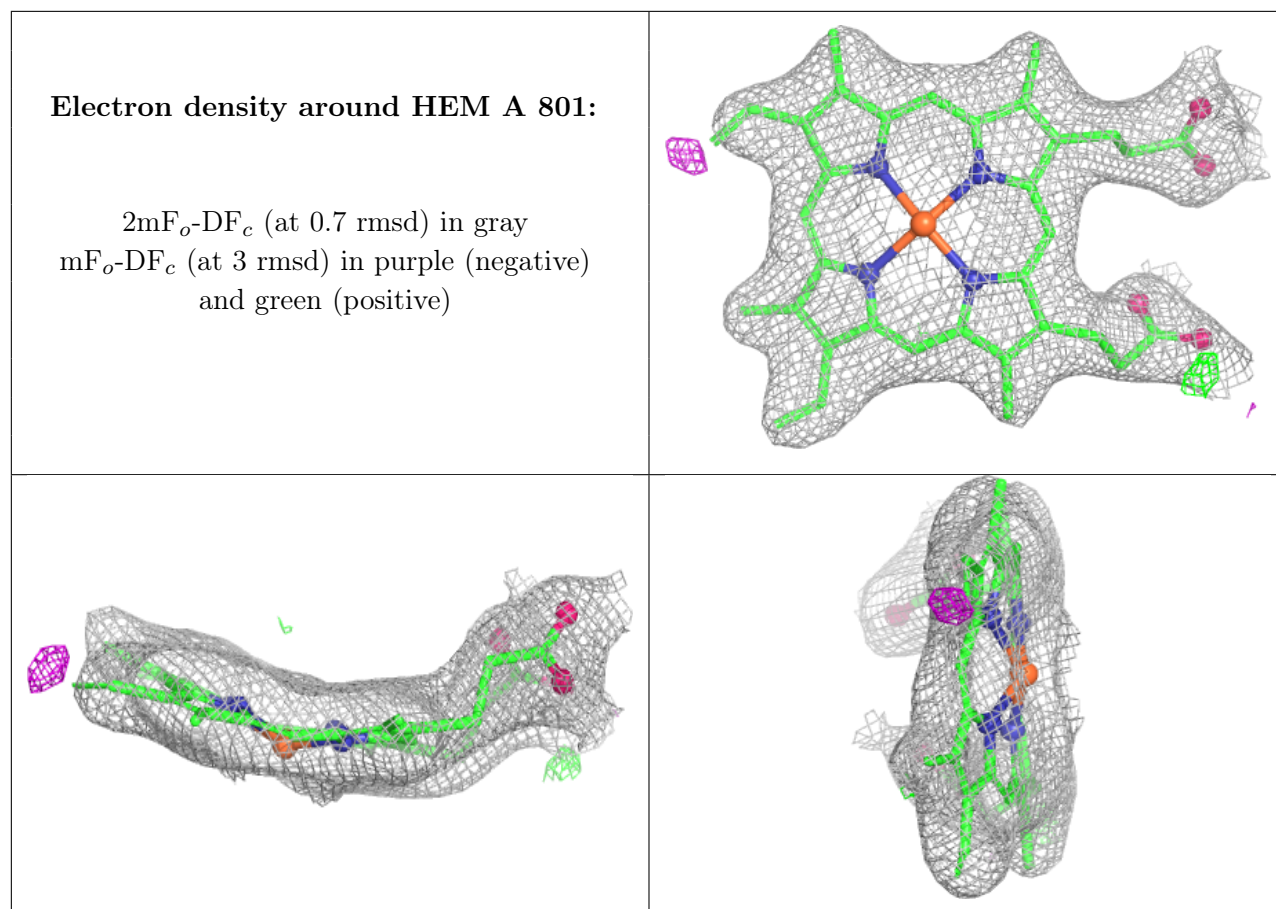 Electron density around HEM A 801:
2mFo-DFc (at 0.7 rmsd) in gray
mFo-DFc (at 3 rmsd) in purple (negative)
and green (positive)